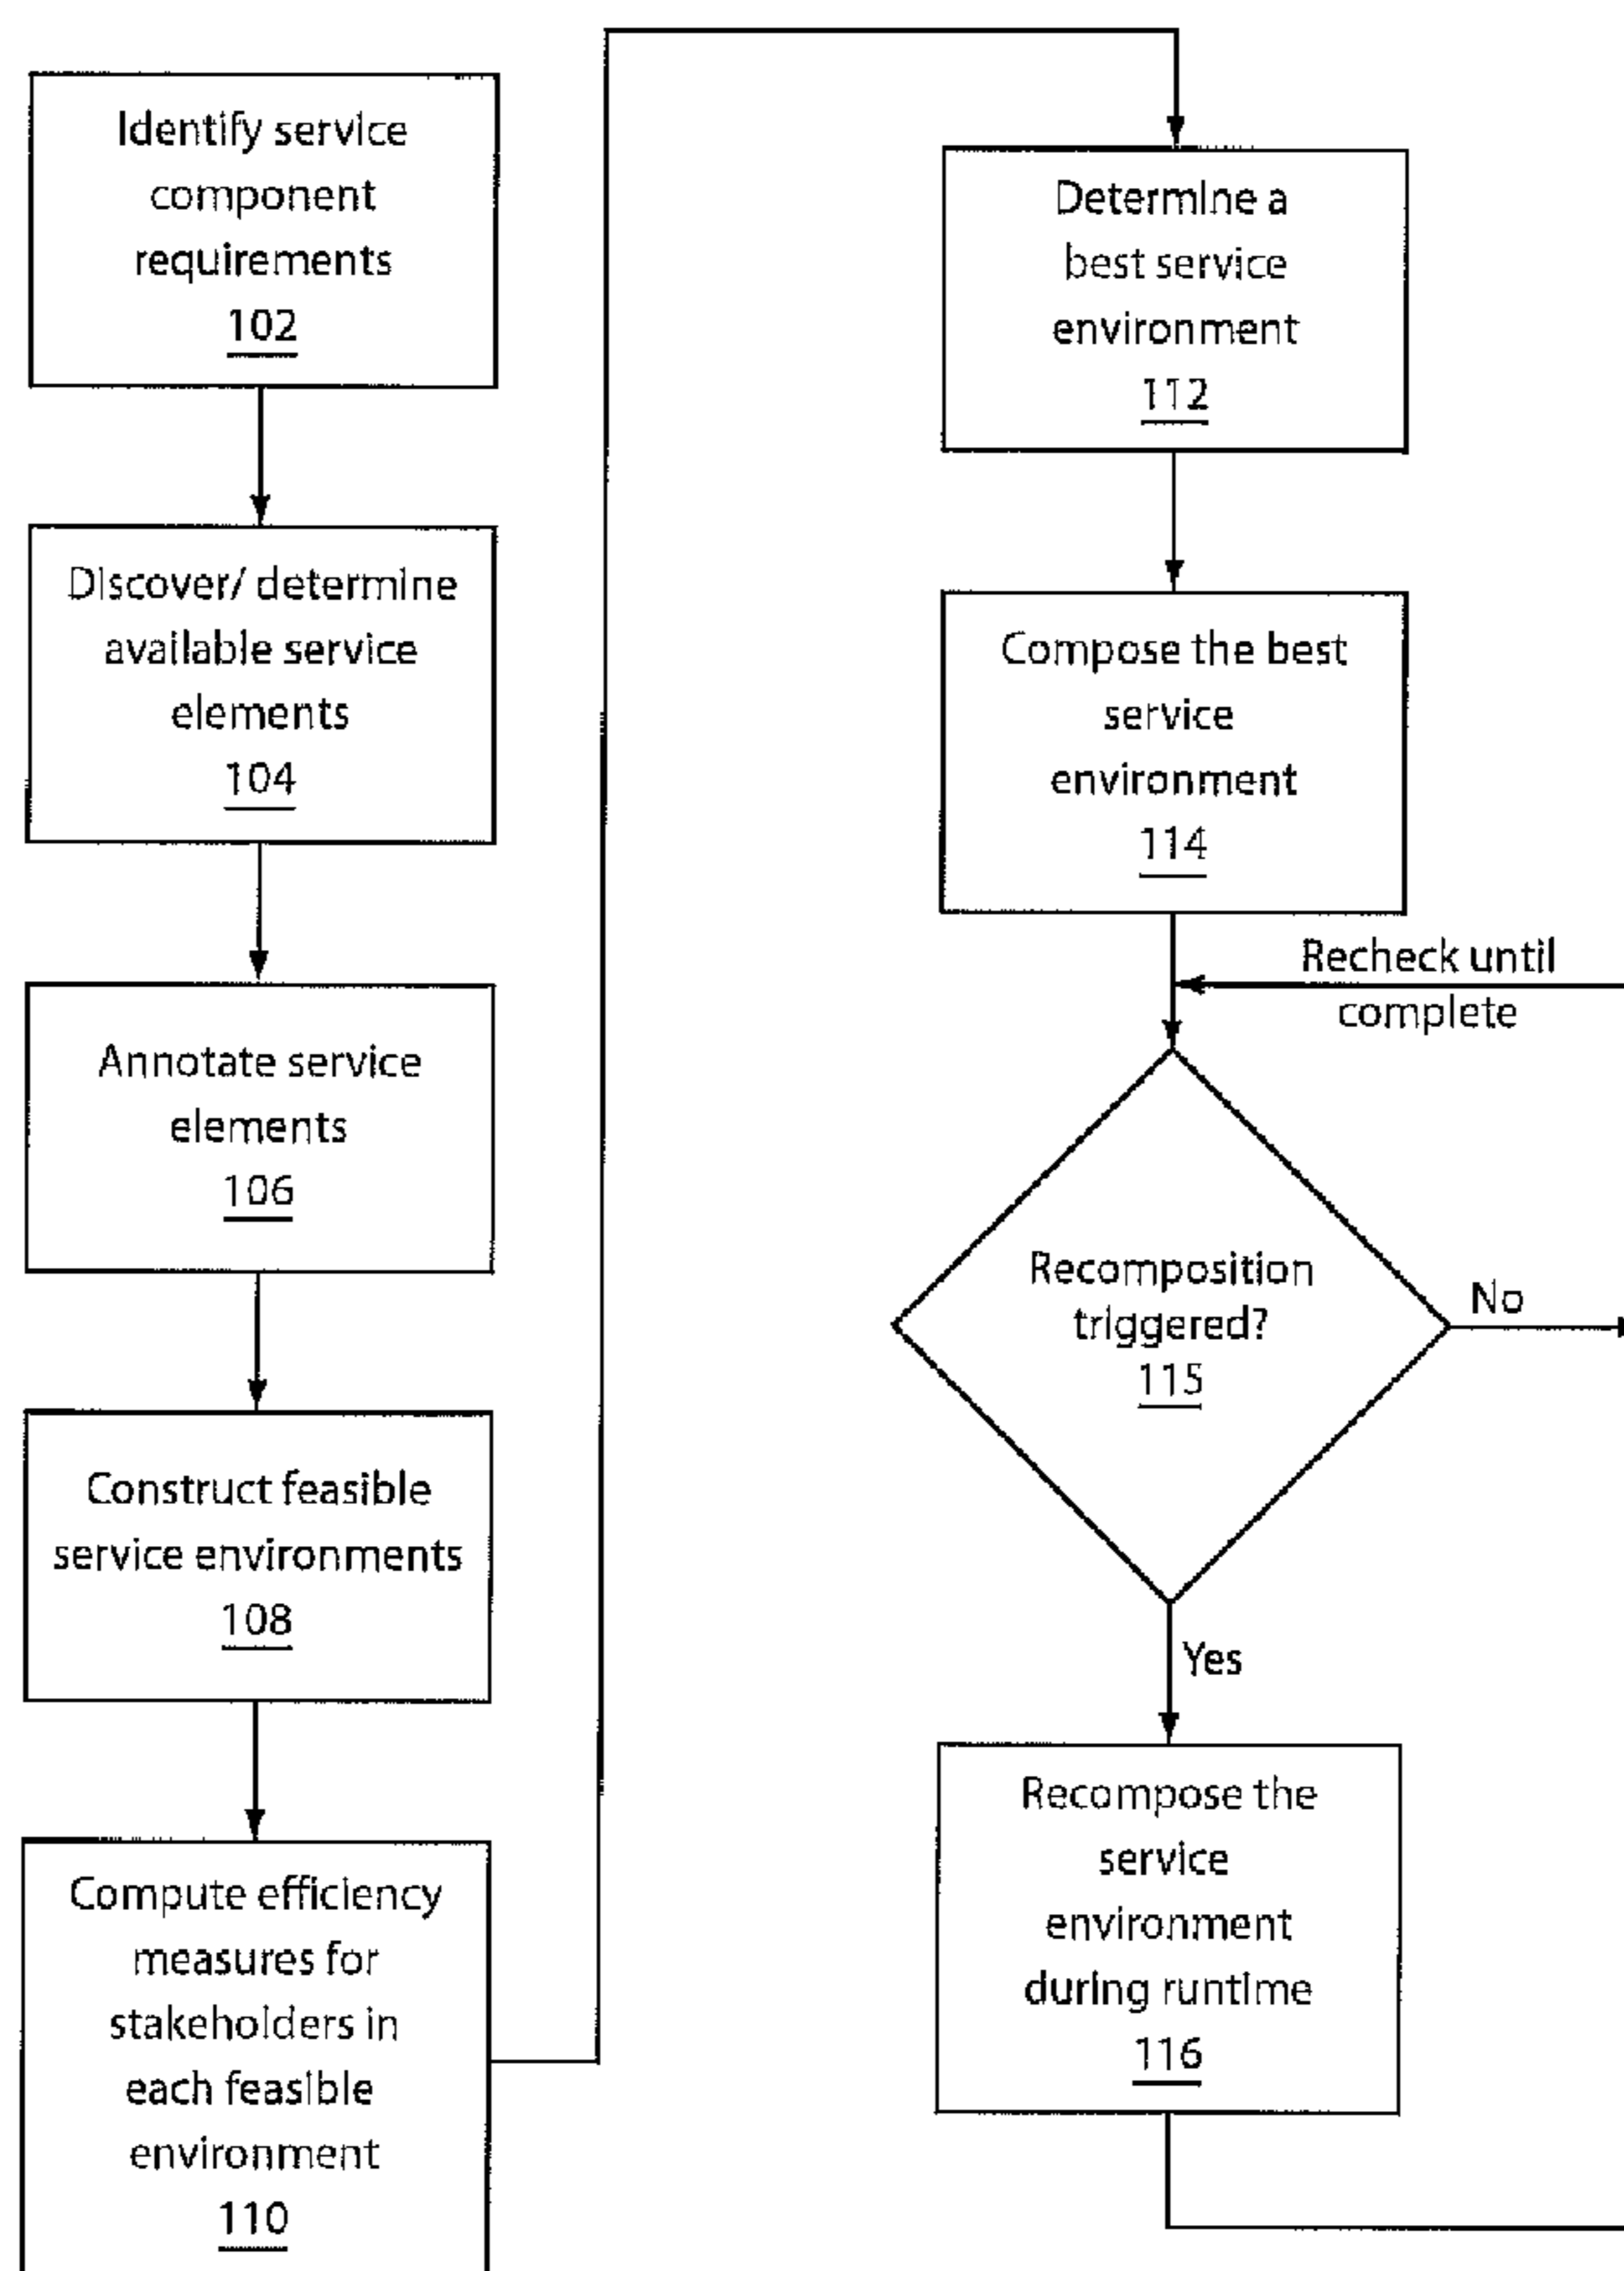 Identify service
component
requirements
102
Discover/ determine
available service
elements
104
Annotate service
elements
106
Construct feasible
service environments
108
Compute efficiency
measures for
stakeholders in
each feasible
environment
110
Determine a
best service
environment
112
Compose the best
service
environment
114
Recheck until
complete
Recomposition
triggered?
115
No
Yes
Recompose the
service
environment
during runtime
116